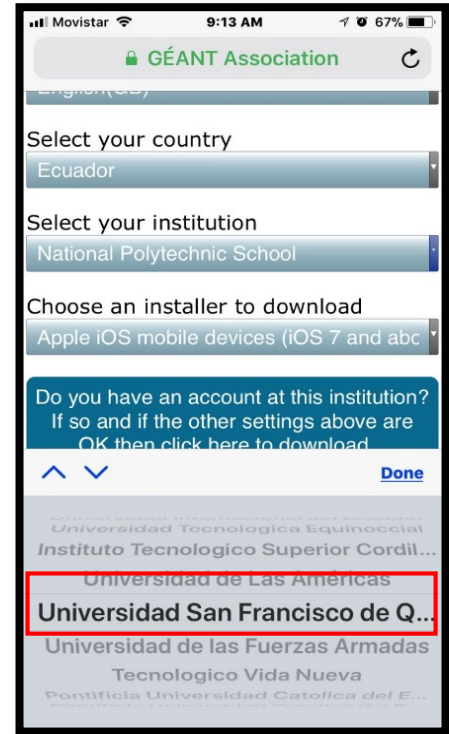 Movistar 9:13 AM 67%
GÉANT Association
English(GB)
Select your country
Ecuador
Select your institution
National Polytechnic School
Choose an installer to download
Apple iOS mobile devices (iOS 7 and abc
Do you have an account at this institution?
If so and if the other settings above are
OK then click here to download
Done
Universidad Tecnologica Equinoccial
Instituto Tecnologico Superior Cordil...
Universidad de Las Américas
Universidad San Francisco de Q...
Universidad de las Fuerzas Armadas
Tecnologico Vida Nueva
Pontificia Universidad Catolica del E...